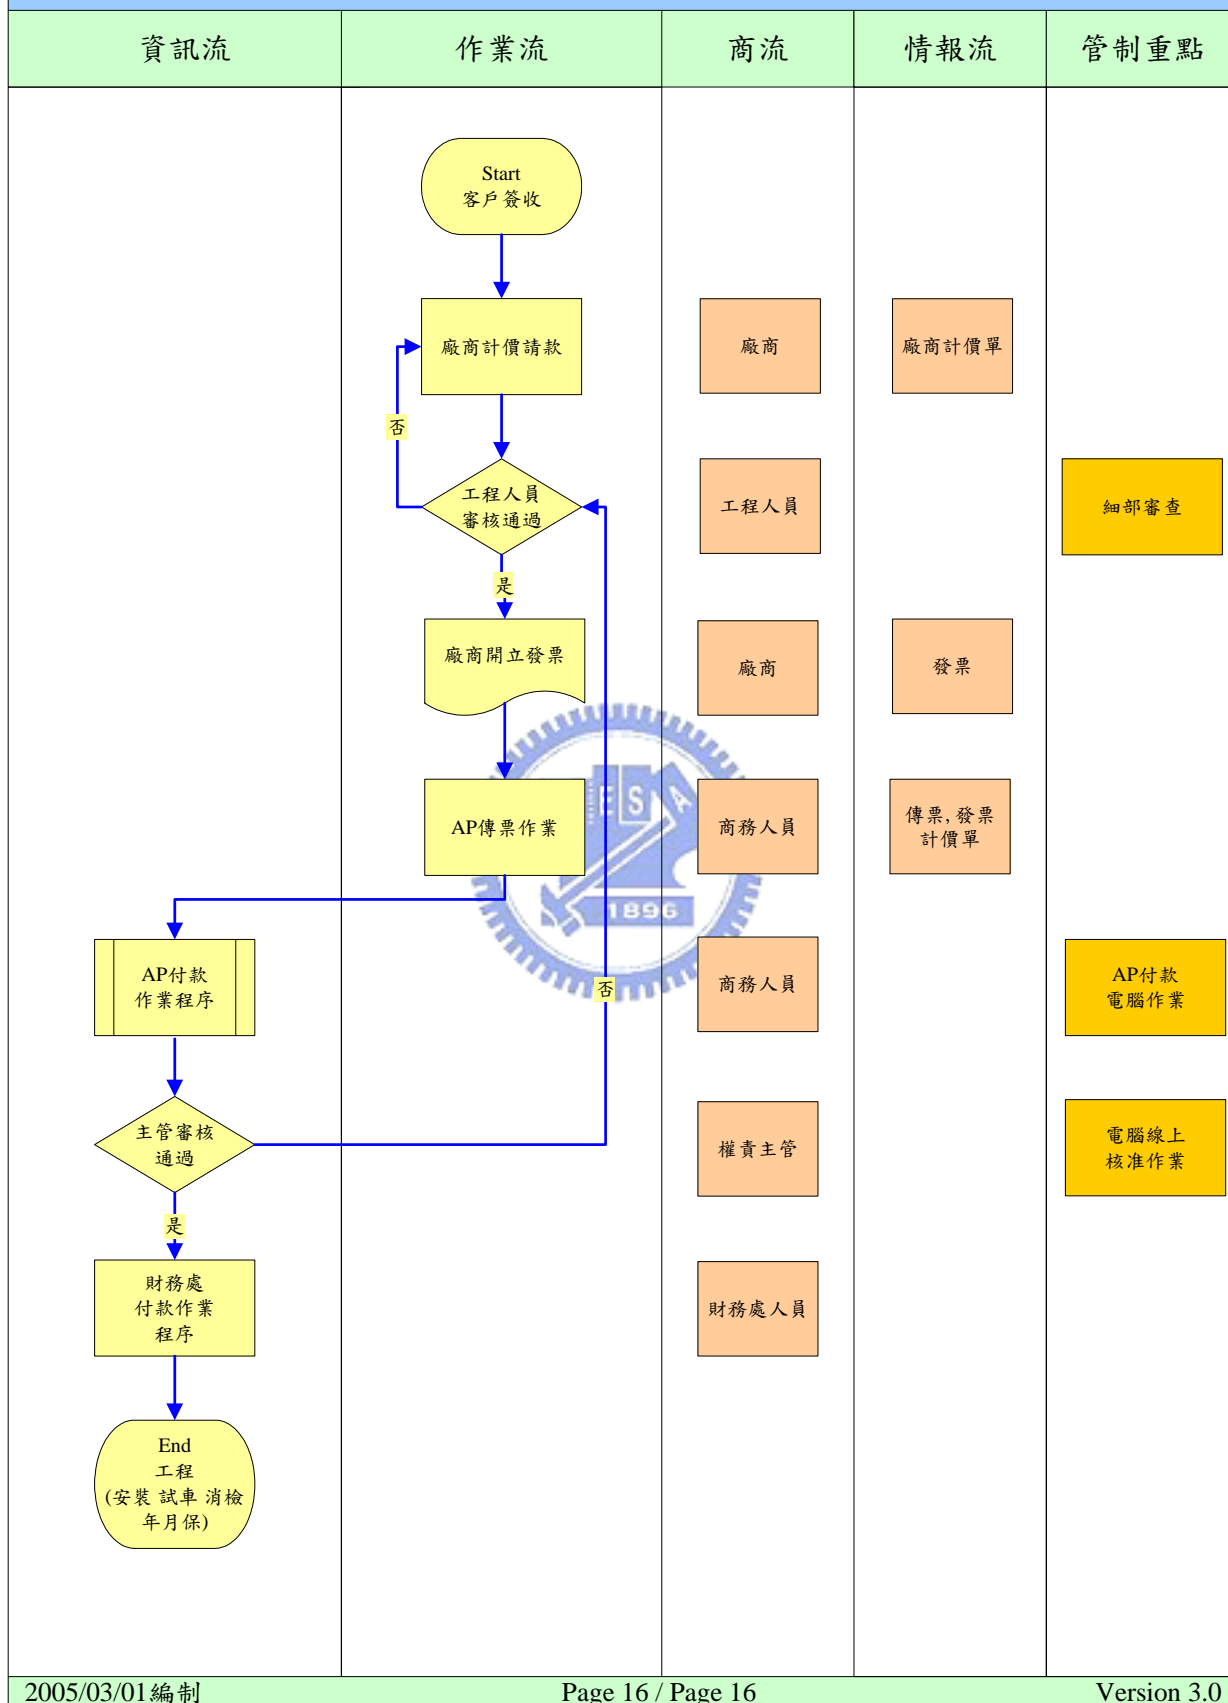 資訊流
作業流
商流
情報流
管制重點
Start
客戶簽收
廠商計價請款
廠商
廠商計價單
否
工程人員
審核通過
工程人員
細部審查
是
廠商開立發票
廠商
發票
ESA
AP傳票作業
商務人員
傳票,發票
計價單
1896
AP付款
作業程序
否
商務人員
AP付款
電腦作業
主管審核
通過
權責主管
電腦線上
核准作業
是
財務處
付款作業
程序
財務處人員
End
工程
(安裝 試車 消檢
年月保)
2005/03/01編制
Page 16 / Page 16
Version 3.0